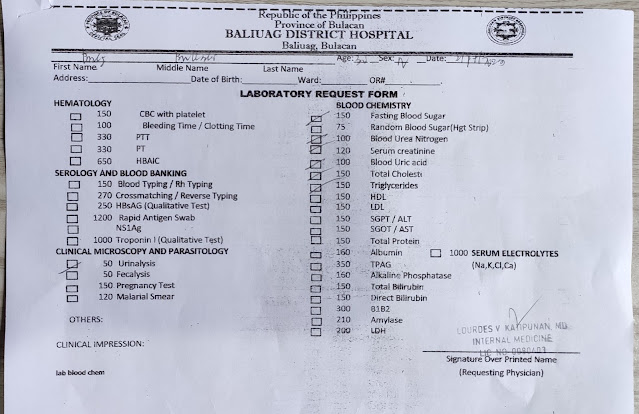 Republic of the Philippines
Province of Bulacan
BALIUAG DISTRICT HOSPITAL
Baliuag, Bulacan
Age: Sex: Date:
First Name Middle Name Last Name
Address: Date of Birth: Ward: OR#
LABORATORY REQUEST FORM
HEMATOLOGY
150 CBC with platelet
100 Bleeding Time / Clotting Time
330 PTT
330 PT
650 HBAIC
SEROLOGY AND BLOOD BANKING
150 Blood Typing / Rh Typing
270 Crossmatching / Reverse Typing
250 HBsAG (Qualitative Test)
1200 Rapid Antigen Swab
NS1Ag
1000 Troponin I (Qualitative Test)
CLINICAL MICROSCOPY AND PARASITOLOGY
50 Urinalysis
50 Fecalysis
150 Pregnancy Test
120 Malarial Smear
OTHERS:
CLINICAL IMPRESSION:
lab blood chem
BLOOD CHEMISTRY
150 Fasting Blood Sugar
75 Random Blood Sugar(Hgt Strip)
100 Blood Urea Nitrogen
120 Serum creatinine
100 Blood Uric acid
150 Total Cholest
150 Triglycerides
150 HDL
150 LDL
150 SGPT / ALT
150 SGOT / AST
150 Total Protein
160 Albumin
350 TPAG
160 Alkaline Phosphatase
150 Total Bilirubin
150 Direct Bilirubin
300 B1B2
210 Amylase
200 LDH
1000 SERUM ELECTROLYTES
(Na,K,Cl,Ca)
LOURDES V KATIPUNAN, MD
INTERNAL MEDICINE
LIC NO
Signature Over Printed Name
(Requesting Physician)